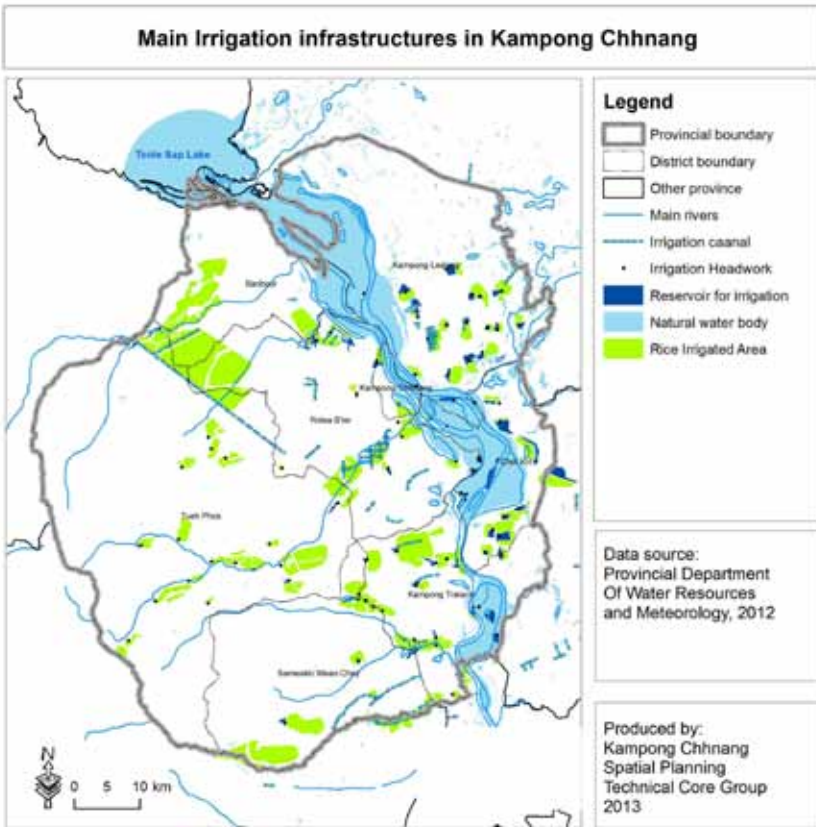 Main Irrigation infrastructures in Kampong Chhnang
Tonle Sap Lake
Kampong Leaeng
Baribour
Kampong
Rolea B'ier
Tuek Phos
Kampong Tralach
Sameakki Mean Chey
N
0 5 10 km
Legend
Provincial boundary
District boundary
Other province
Main rivers
Irrigation caanal
Irrigation Headwork
Reservoir for Irrigation
Natural water body
Rice Irrigated Area
Data source:
Provincial Department
Of Water Resources
and Meteorology, 2012
Produced by:
Kampong Chhnang
Spatial Planning
Technical Core Group
2013